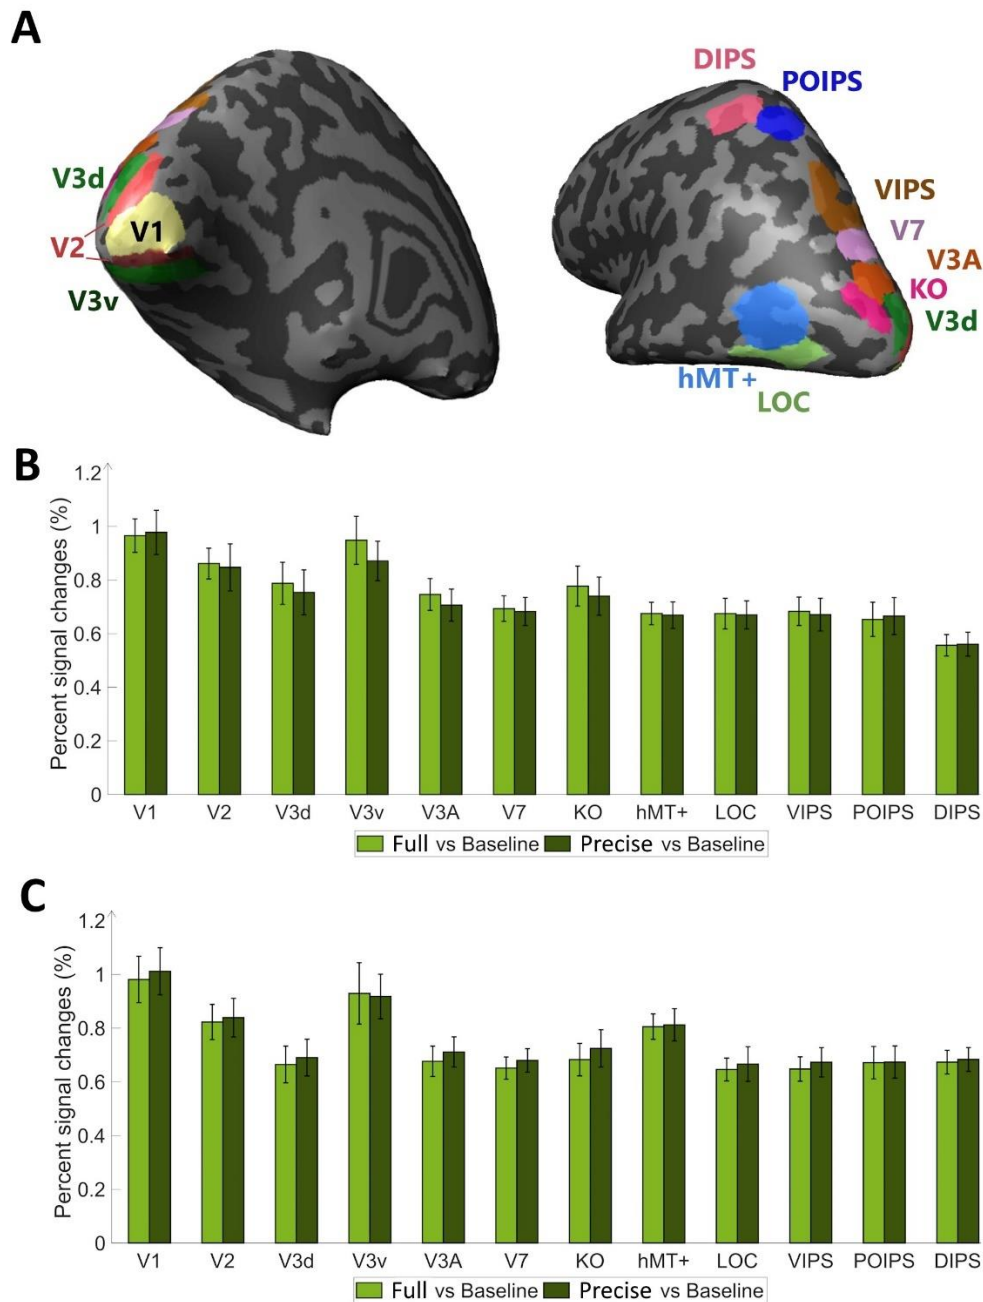 A
DIPS
POIPS
V3d
VIPS
V1
V7
V2
V3A
KO
V3v
V3d
hMT+
LOC
B
Percent signal changes (%)
1.2
1
0.8
0.6
0.4
0.2
0
V1 V2 V3d V3v V3A V7 KO hMT+ LOC VIPS POIPS DIPS
Full vs Baseline Precise vs Baseline
C
Percent signal changes (%)
1.2
1
0.8
0.6
0.4
0.2
0
V1 V2 V3d V3v V3A V7 KO hMT+ LOC VIPS POIPS DIPS
Full vs Baseline Precise vs Baseline